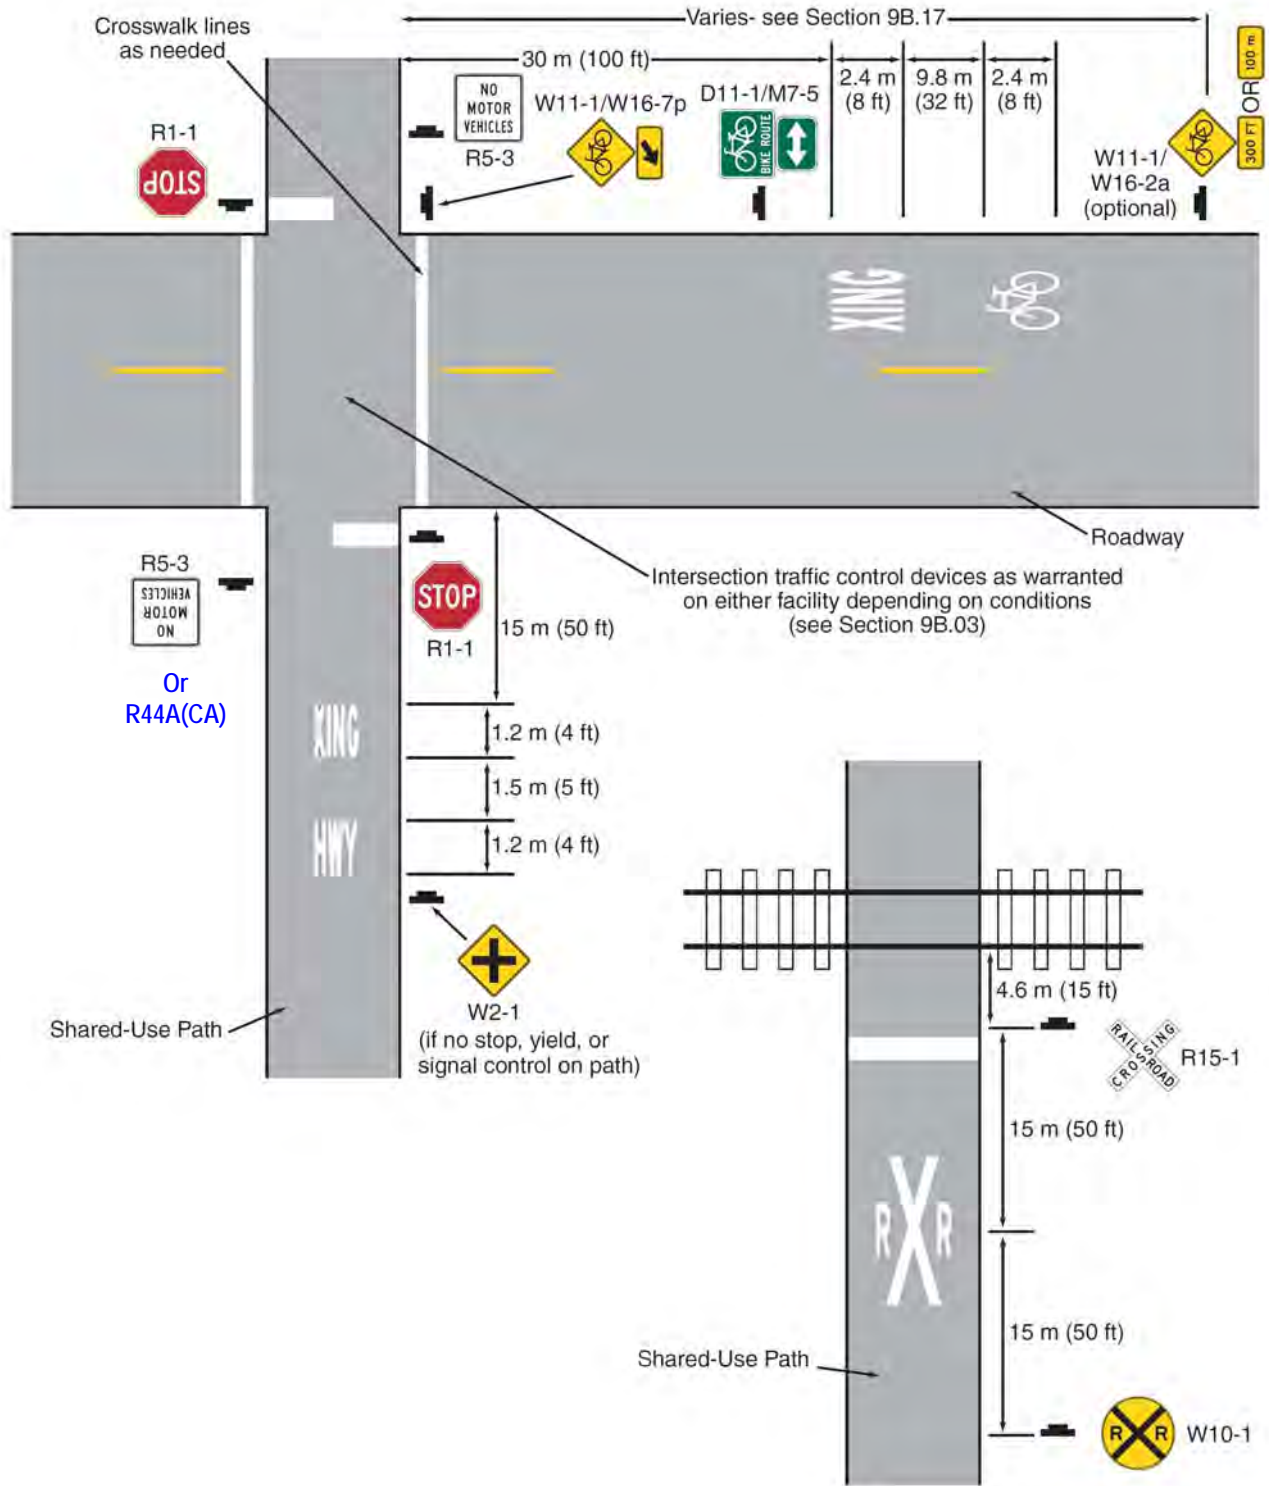 Varies- see Section 9B.17
Crosswalk lines
as needed
30 m (100 ft)
2.4 m
(8 ft)
9.8 m
(32 ft)
2.4 m
(8 ft)
100 m
OR
300 FT
NO
MOTOR
VEHICLES
R5-3
W11-1/W16-7p
D11-1/M7-5
BIKE ROUTE
R1-1
STOP
W11-1/
W16-2a
(optional)
XING
Roadway
Intersection traffic control devices as warranted
on either facility depending on conditions
(see Section 9B.03)
R5-3
NO
MOTOR
VEHICLES
Or
R44A(CA)
STOP
R1-1
15 m (50 ft)
XING
1.2 m (4 ft)
1.5 m (5 ft)
HWY
1.2 m (4 ft)
W2-1
(if no stop, yield, or
signal control on path)
Shared-Use Path
4.6 m (15 ft)
RAILROAD
CROSSING
R15-1
15 m (50 ft)
R X R
15 m (50 ft)
Shared-Use Path
R R
W10-1